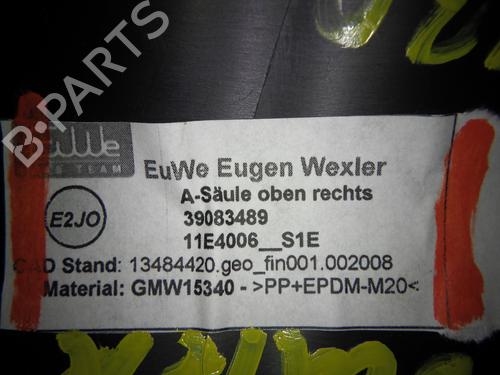 B-PARTS
EuWe
EuWe Eugen Wexler
A-Säule oben rechts
E2JO
39083489
11E4006__S1E
CAD Stand: 13484420.geo_fin001.002008
Material: GMW15340 - >PP+EPDM-M20<